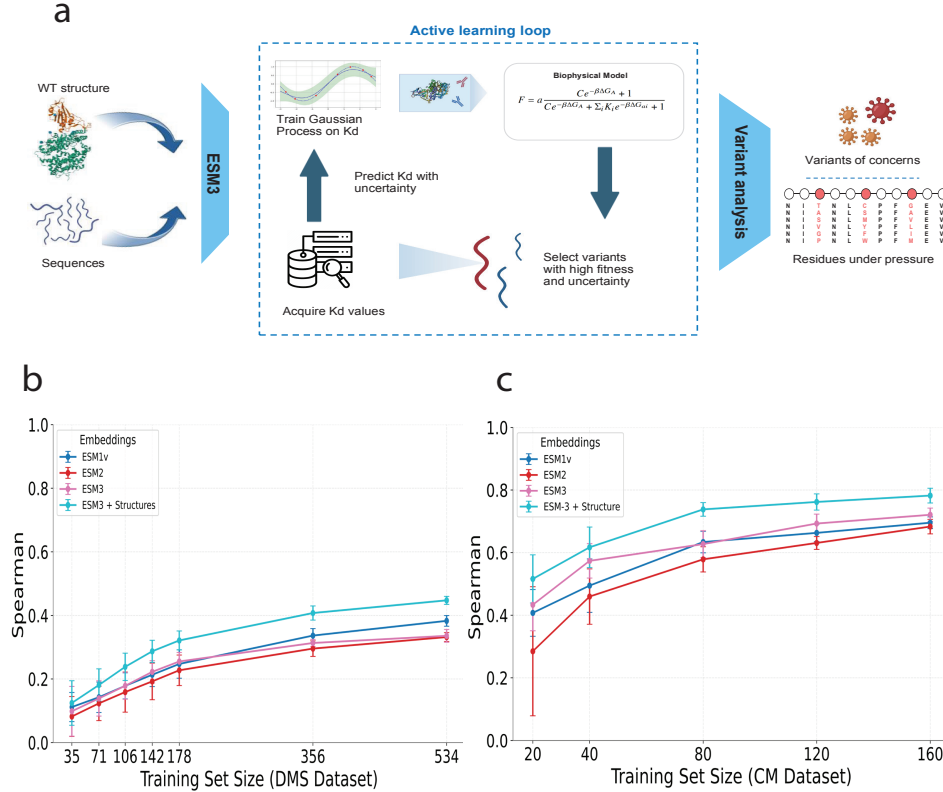 a
Active learning loop
WT structure
Sequences
ESM3
Train Gaussian
Process on Kd
Biophysical Model
F = a (Ce^{-βΔG_A} + 1) / (Ce^{-βΔG_A} + Σ_i K_i e^{-βΔG_{ai}} + 1)
Predict Kd with
uncertainty
Acquire Kd values
Select variants
with high fitness
and uncertainty
Variant analysis
Variants of concerns
N I T N L C P F G E V
N I A N L S P F A E V
N I S N L M P F V E V
N I V N L Y P F L E V
N I G N L F P F I E V
N I P N L W P F M E V
Residues under pressure
b
Spearman
1.0
0.8
0.6
0.4
0.2
0.0
Embeddings
ESM1v
ESM2
ESM3
ESM3 + Structures
35 71 106 142 178 356 534
Training Set Size (DMS Dataset)
c
Spearman
1.0
0.8
0.6
0.4
0.2
0.0
Embeddings
ESM1v
ESM2
ESM3
ESM-3 + Structure
20 40 80 120 160
Training Set Size (CM Dataset)